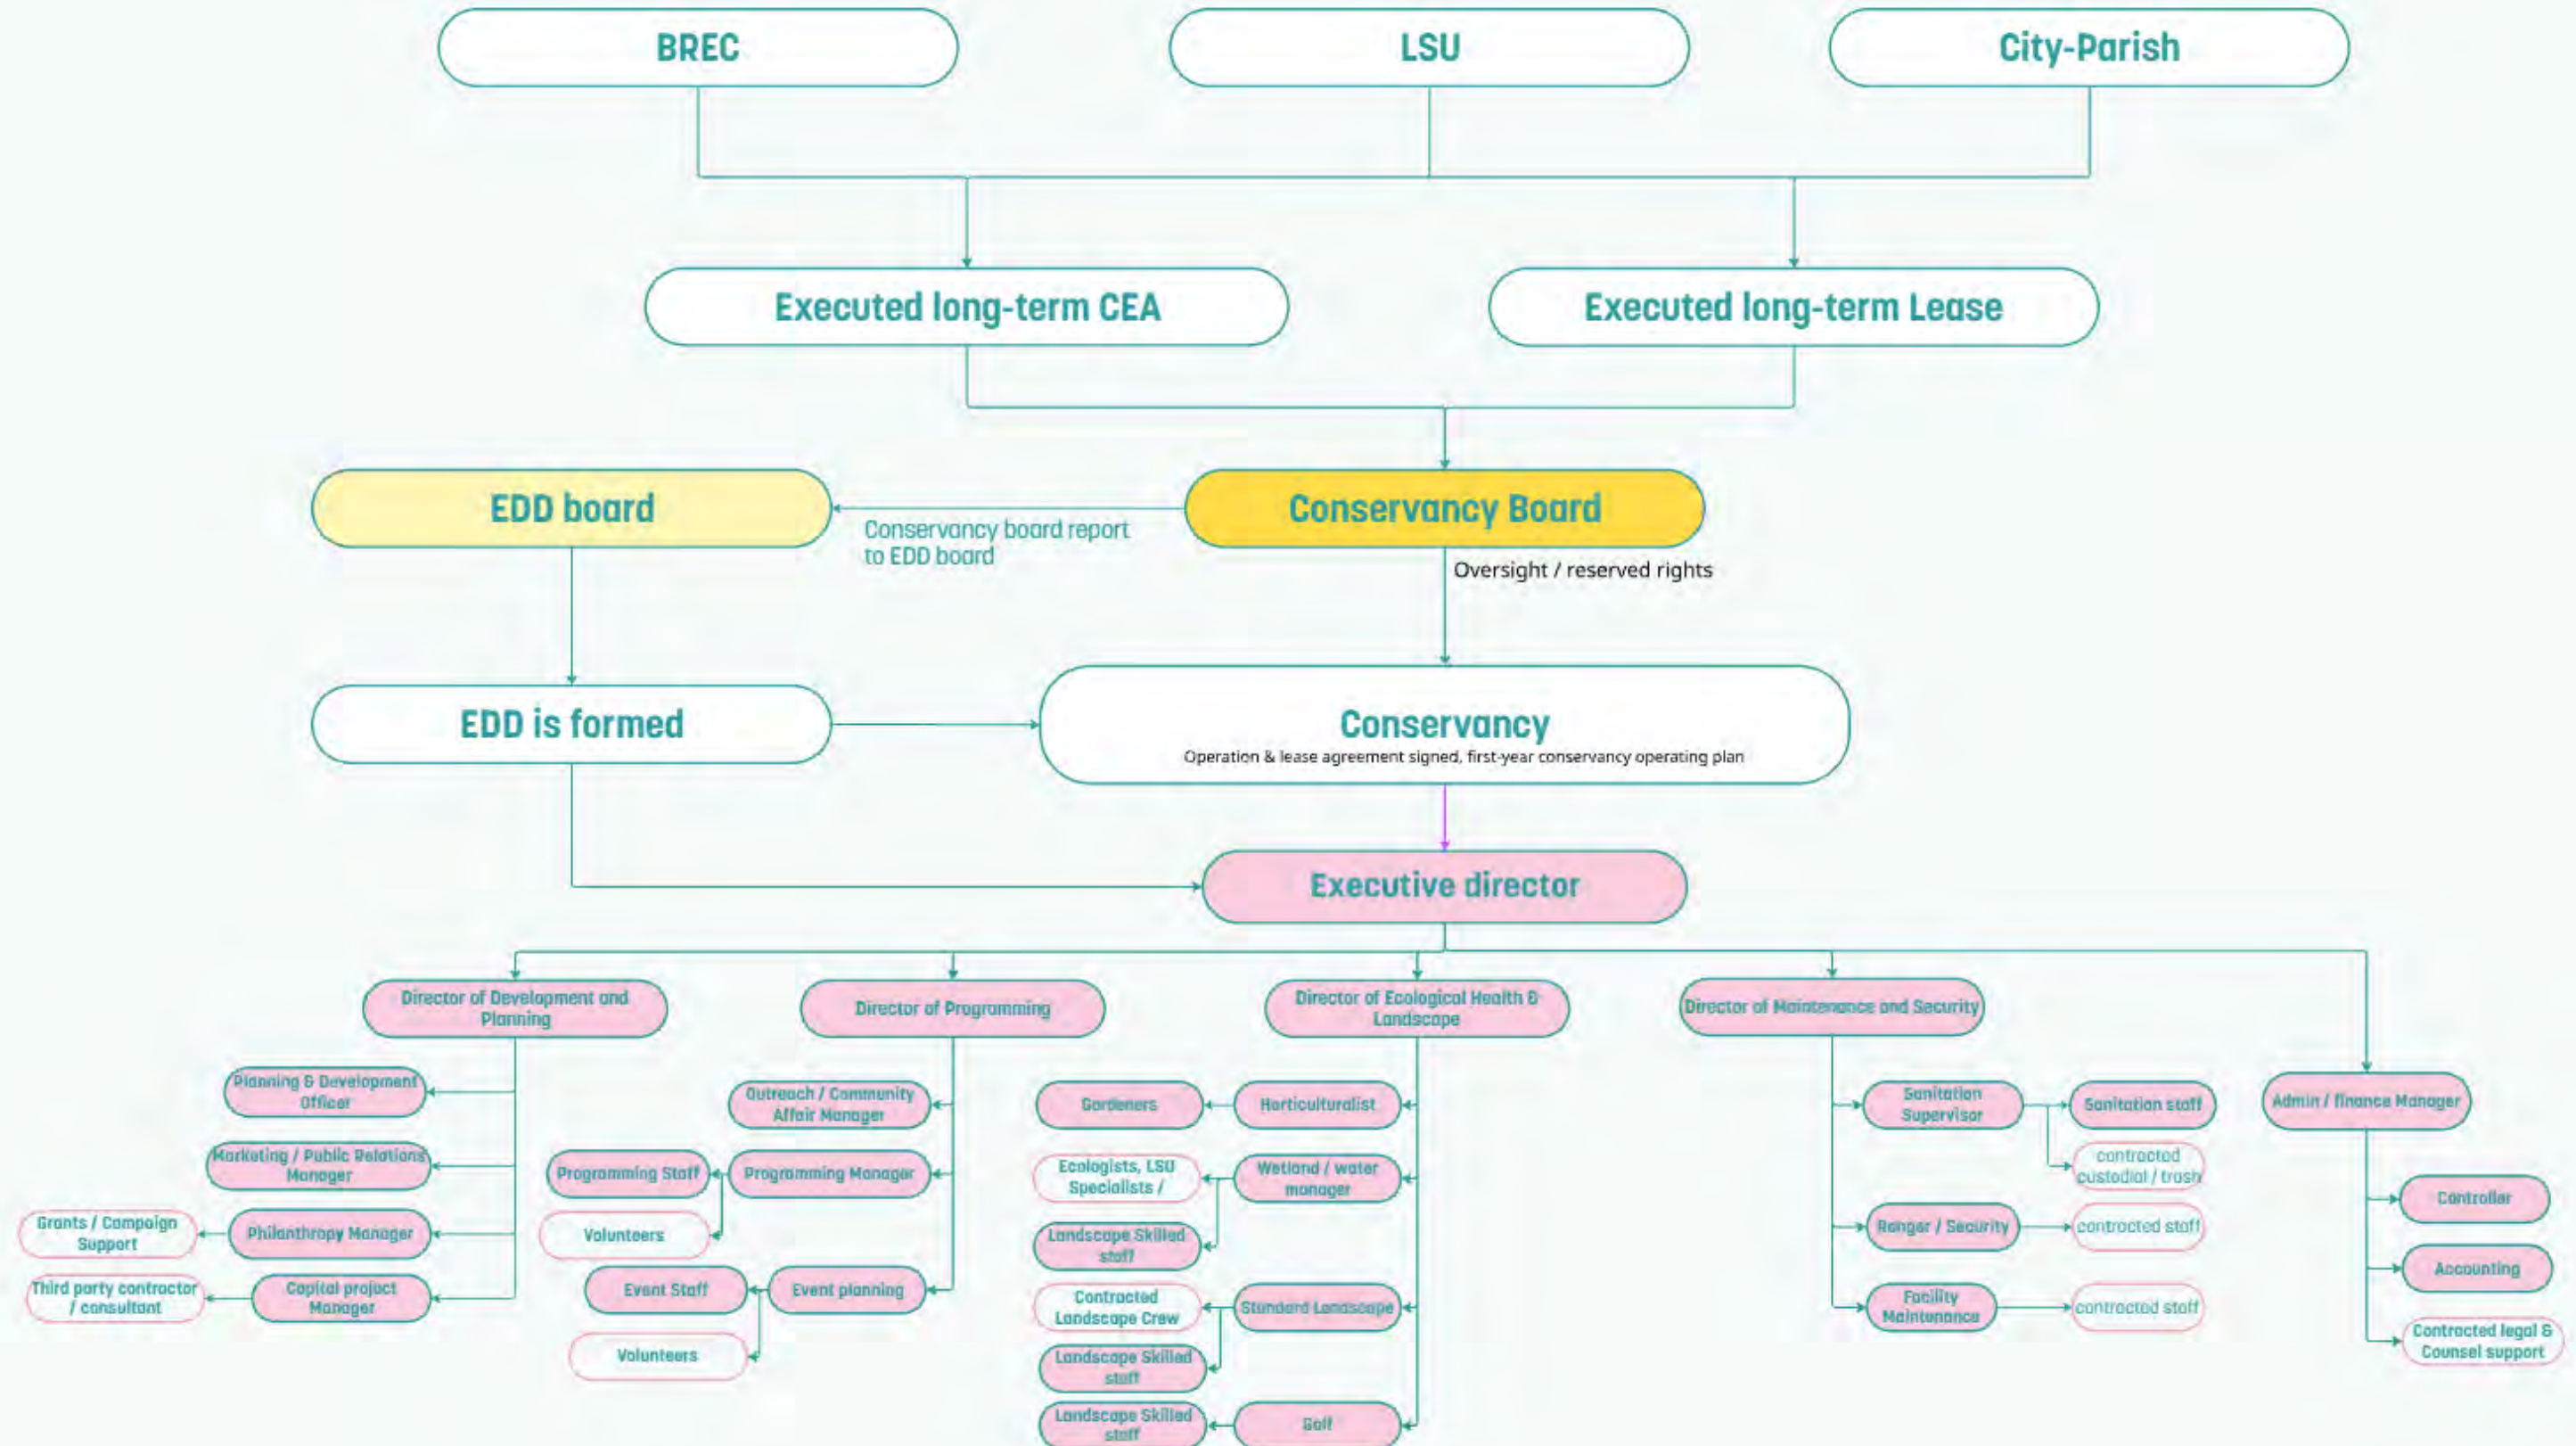 BREC
LSU
City-Parish
Executed long-term CEA
Executed long-term Lease
EDD board
Conservancy Board
Conservancy board report
to EDD board
Oversight / reserved rights
EDD is formed
Conservancy
Operation & lease agreement signed, first-year conservancy operating plan
Executive director
Director of Development and
Planning
Director of Programming
Director of Ecological Health &
Landscape
Director of Maintenance and Security
Planning & Development
Officer
Marketing / Public Relations
Manager
Grants / Campaign
Support
Philanthropy Manager
Third party contractor
/ consultant
Capital project
Manager
Outreach / Community
Affair Manager
Programming Staff
Programming Manager
Volunteers
Event Staff
Event planning
Volunteers
Gardeners
Horticulturalist
Ecologists, LSU
Specialists /
Wetland / water
manager
Landscape Skilled
staff
Contracted
Landscape Crew
Standard Landscape
Landscape Skilled
staff
Landscape Skilled
staff
Golf
Sanitation
Supervisor
Sanitation staff
contracted
custodial / trash
Ranger / Security
contracted staff
Facility
Maintenance
contracted staff
Admin / finance Manager
Controller
Accounting
Contracted legal &
Counsel support